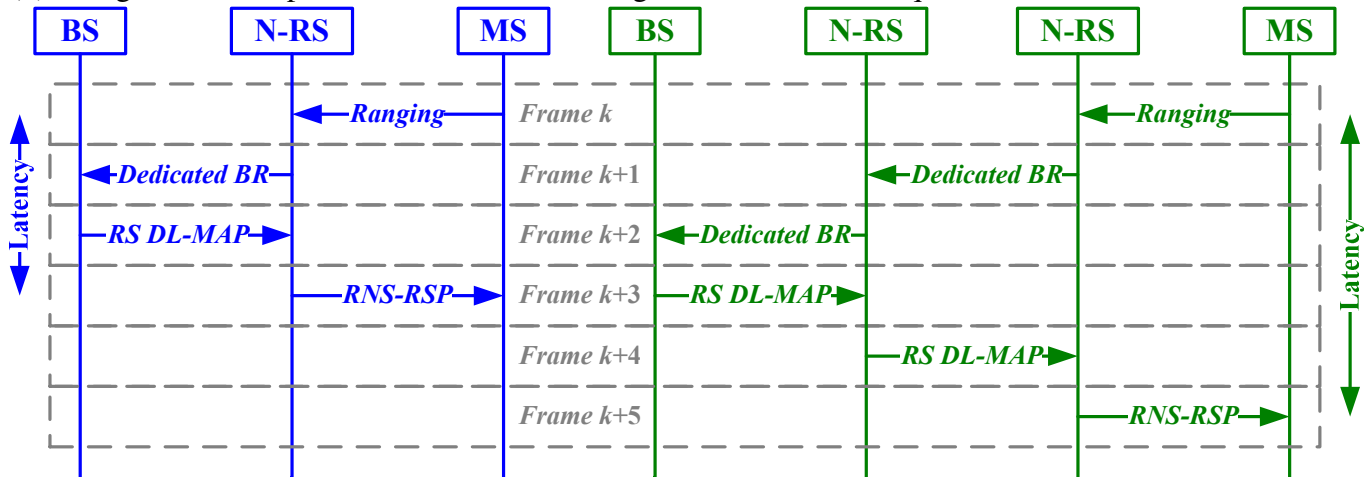 BS N-RS MS BS N-RS N-RS MS
Ranging Frame k Ranging
Dedicated BR Frame k+1 Dedicated BR
RS DL-MAP Frame k+2 Dedicated BR
RNS-RSP Frame k+3 RS DL-MAP
Frame k+4 RS DL-MAP
Frame k+5 RNS-RSP
Latency
Latency